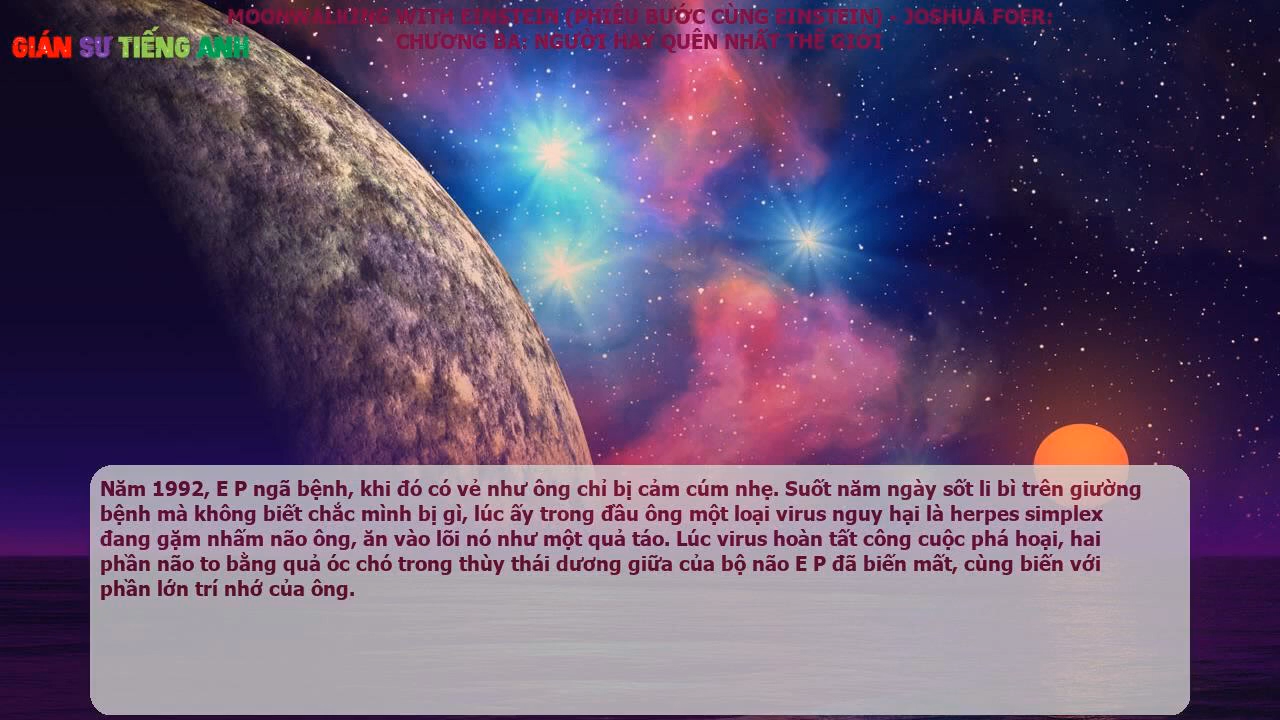 MOONWALKING WITH EINSTEIN (PHIÊU BƯỚC CÙNG EINSTEIN) - JOSHUA FOER:
CHƯƠNG BA: NGƯỜI HAY QUÊN NHẤT THẾ GIỚI
GIÁN SƯ TIẾNG ANH
Năm 1992, E P ngã bệnh, khi đó có vẻ như ông chỉ bị cảm cúm nhẹ. Suốt năm ngày sốt li bì trên giường
bệnh mà không biết chắc mình bị gì, lúc ấy trong đầu ông một loại virus nguy hại là herpes simplex
đang gặm nhấm não ông, ăn vào lõi nó như một quả táo. Lúc virus hoàn tất công cuộc phá hoại, hai
phần não to bằng quả óc chó trong thùy thái dương giữa của bộ não E P đã biến mất, cùng biến với
phần lớn trí nhớ của ông.